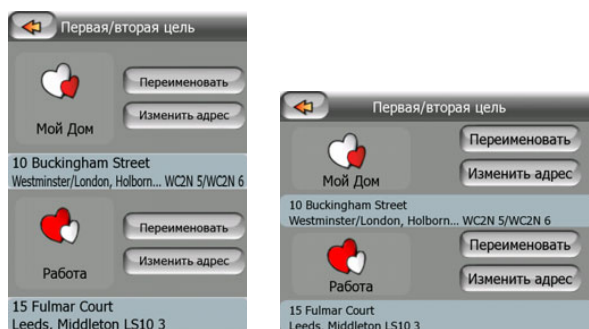 Первая/вторая цель
Мой Дом
Переименовать
Изменить адрес
10 Buckingham Street
Westminster/London, Holborn... WC2N 5/WC2N 6
Работа
Переименовать
Изменить адрес
15 Fulmar Court
Leeds, Middleton LS10 3
Первая/вторая цель
Мой Дом
Переименовать
Изменить адрес
10 Buckingham Street
Westminster/London, Holborn... WC2N 5/WC2N 6
Работа
Переименовать
Изменить адрес
15 Fulmar Court
Leeds, Middleton LS10 3